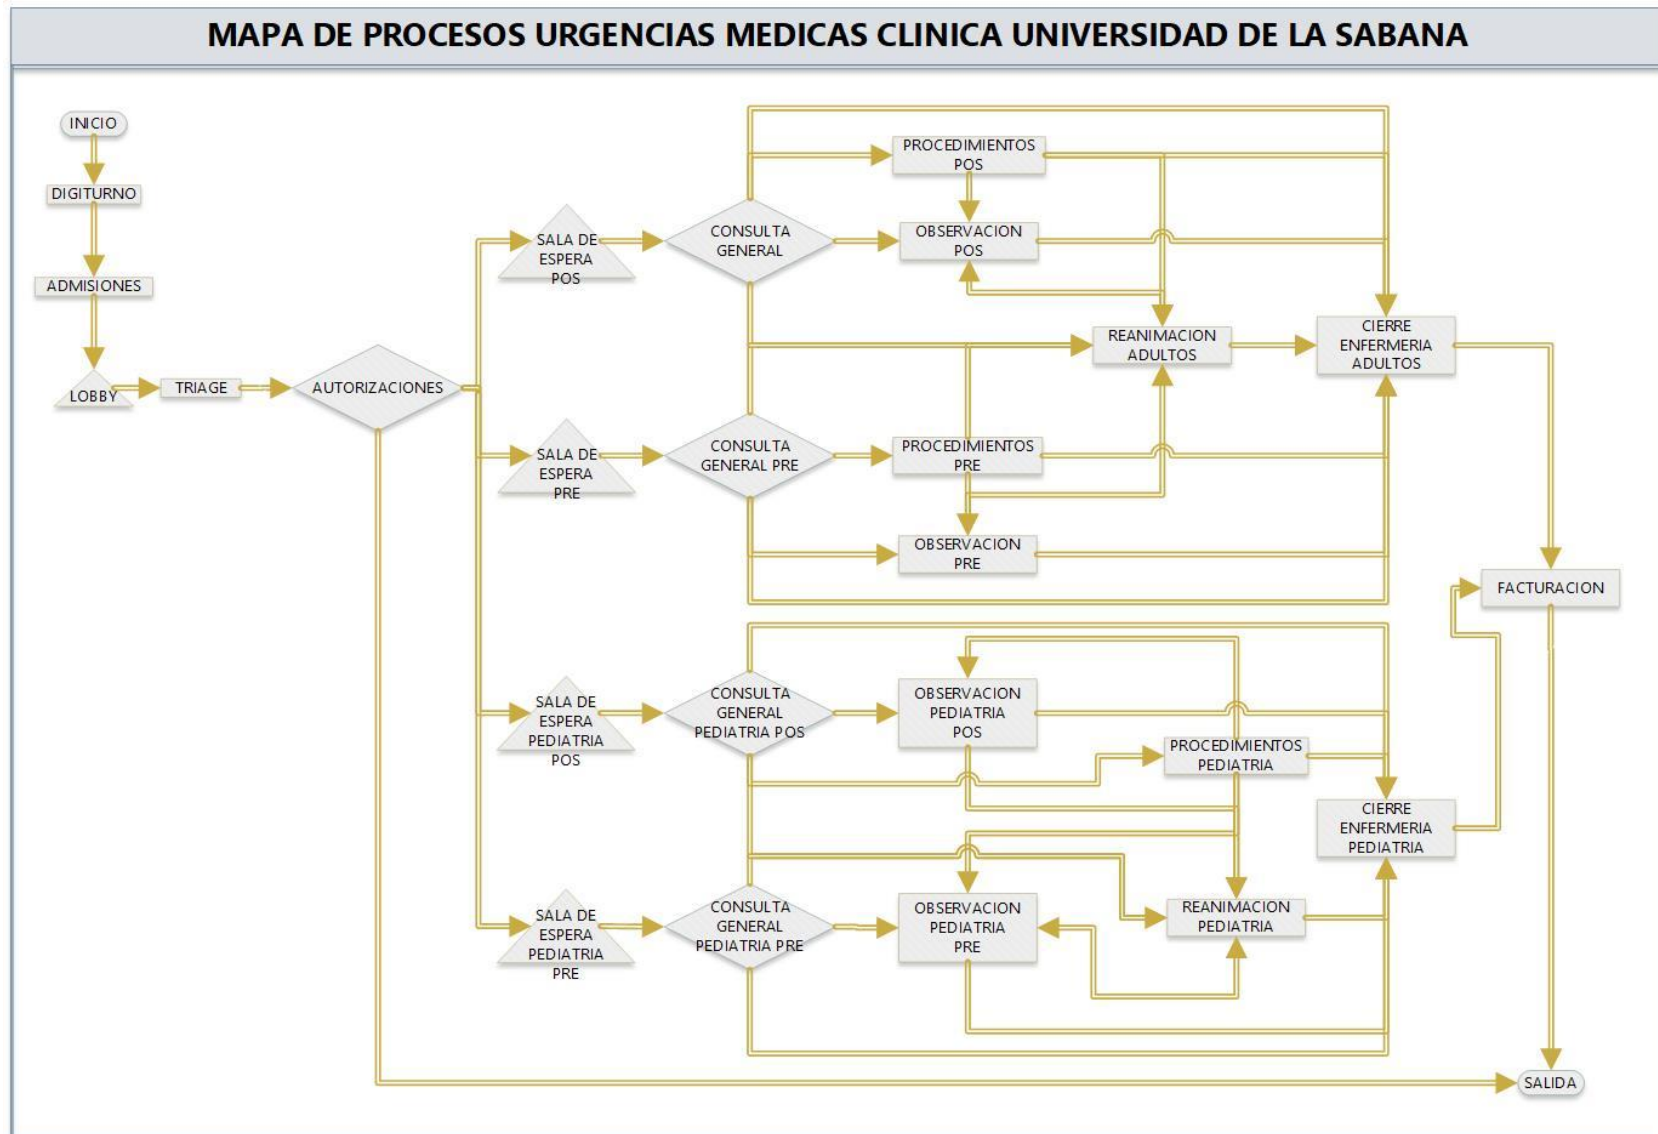 MAPA DE PROCESOS URGENCIAS MEDICAS CLINICA UNIVERSIDAD DE LA SABANA
INICIO
DIGITURNO
ADMISIONES
LOBBY
TRIAGE
AUTORIZACIONES
SALA DE
ESPERA
POS
CONSULTA
GENERAL
PROCEDIMIENTOS
POS
OBSERVACION
POS
REANIMACION
ADULTOS
CIERRE
ENFERMERIA
ADULTOS
SALA DE
ESPERA
PRE
CONSULTA
GENERAL PRE
PROCEDIMIENTOS
PRE
OBSERVACION
PRE
FACTURACION
SALA DE
ESPERA
PEDIATRIA
POS
CONSULTA
GENERAL
PEDIATRIA POS
OBSERVACION
PEDIATRIA
POS
PROCEDIMIENTOS
PEDIATRIA
CIERRE
ENFERMERIA
PEDIATRIA
SALA DE
ESPERA
PEDIATRIA
PRE
CONSULTA
GENERAL
PEDIATRIA PRE
OBSERVACION
PEDIATRIA
PRE
REANIMACION
PEDIATRIA
SALIDA